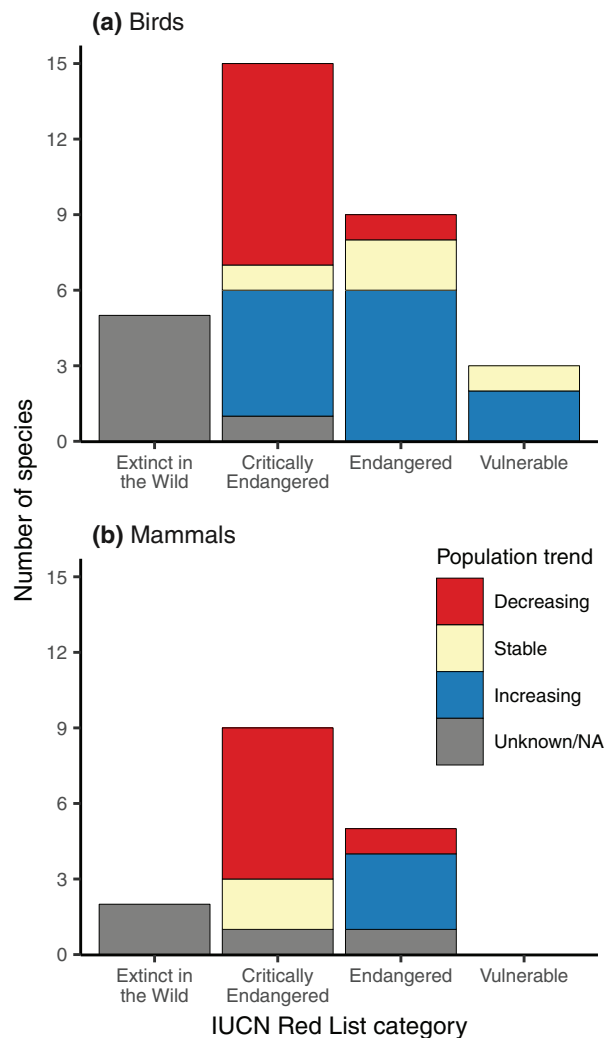 (a) Birds
15
12
9
6
3
0
Extinct in
the Wild
Critically
Endangered
Endangered
Vulnerable
Number of species
(b) Mammals
15
12
9
6
3
0
Population trend
Decreasing
Stable
Increasing
Unknown/NA
Extinct in
the Wild
Critically
Endangered
Endangered
Vulnerable
IUCN Red List category